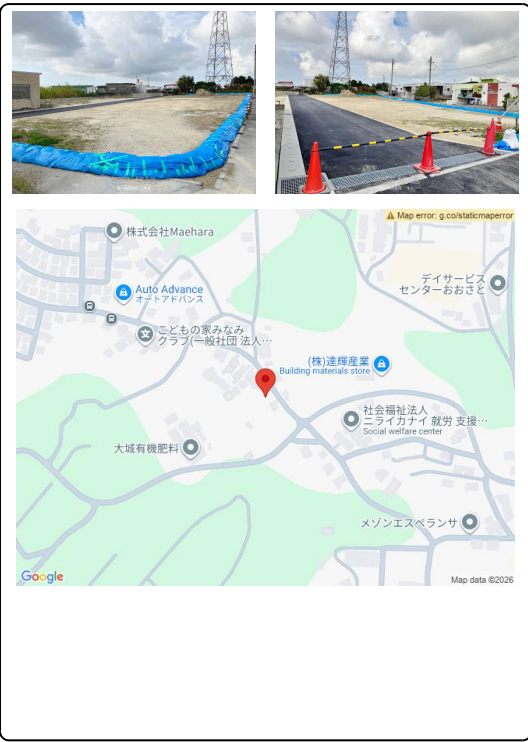 Map error: g.co/staticmaperror
株式会社Maehara
デイサービス
センターおおさと
Auto Advance
オートアドバンス
こどもの家みなみ
クラブ(一般社団 法人…
(株)達輝産業
Building materials store
社会福祉法人
ニライカナイ 就労 支援…
Social welfare center
大城有機肥料
メゾンエスペランサ
Google
Map data ©2026